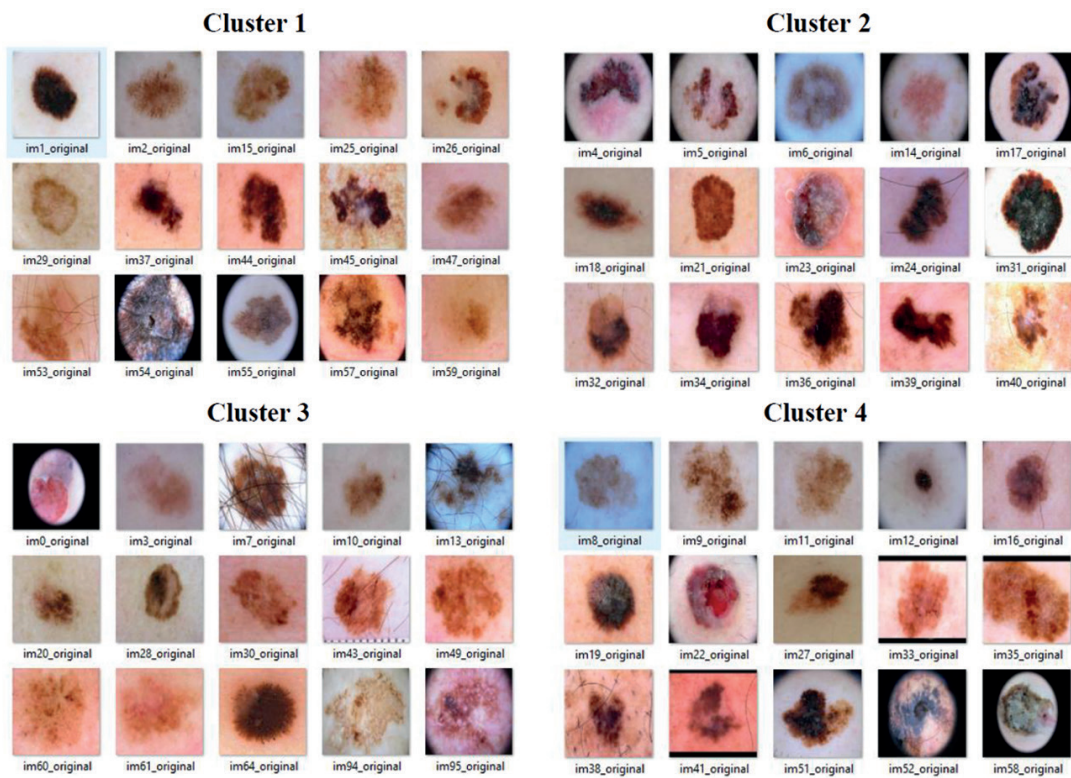 Cluster 1
im1_original im2_original im15_original im25_original im26_original
im29_original im37_original im44_original im45_original im47_original
im53_original im54_original im55_original im57_original im59_original
Cluster 2
im4_original im5_original im6_original im14_original im17_original
im18_original im21_original im23_original im24_original im31_original
im32_original im34_original im36_original im39_original im40_original
Cluster 3
im0_original im3_original im7_original im10_original im13_original
im20_original im28_original im30_original im43_original im49_original
im60_original im61_original im64_original im94_original im95_original
Cluster 4
im8_original im9_original im11_original im12_original im16_original
im19_original im22_original im27_original im33_original im35_original
im38_original im41_original im51_original im52_original im58_original